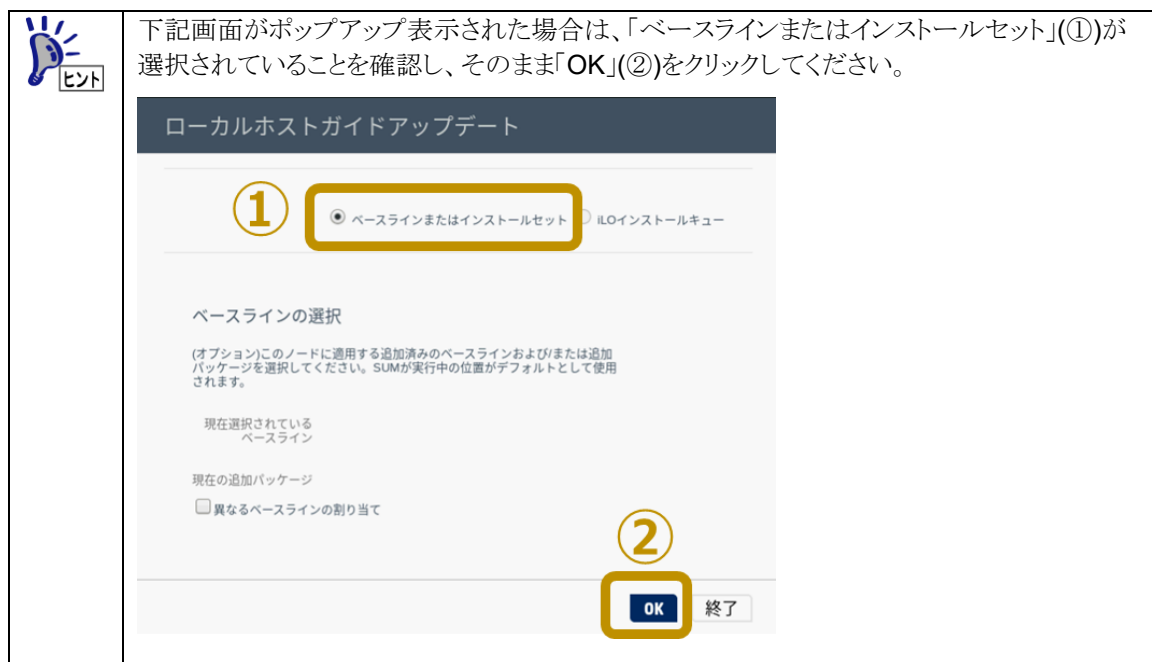 ヒント
下記画面がポップアップ表示された場合は、「ベースラインまたはインストールセット」(①)が
選択されていることを確認し、そのまま「OK」(②)をクリックしてください。
ローカルホストガイドアップデート
①
ベースラインまたはインストールセット iLOインストールキュー
ベースラインの選択
(オプション)このノードに適用する追加済みのベースラインおよび/または追加
パッケージを選択してください。SUMが実行中の位置がデフォルトとして使用
されます。
現在選択されている
ベースライン
現在の追加パッケージ
異なるベースラインの割り当て
②
OK 終了